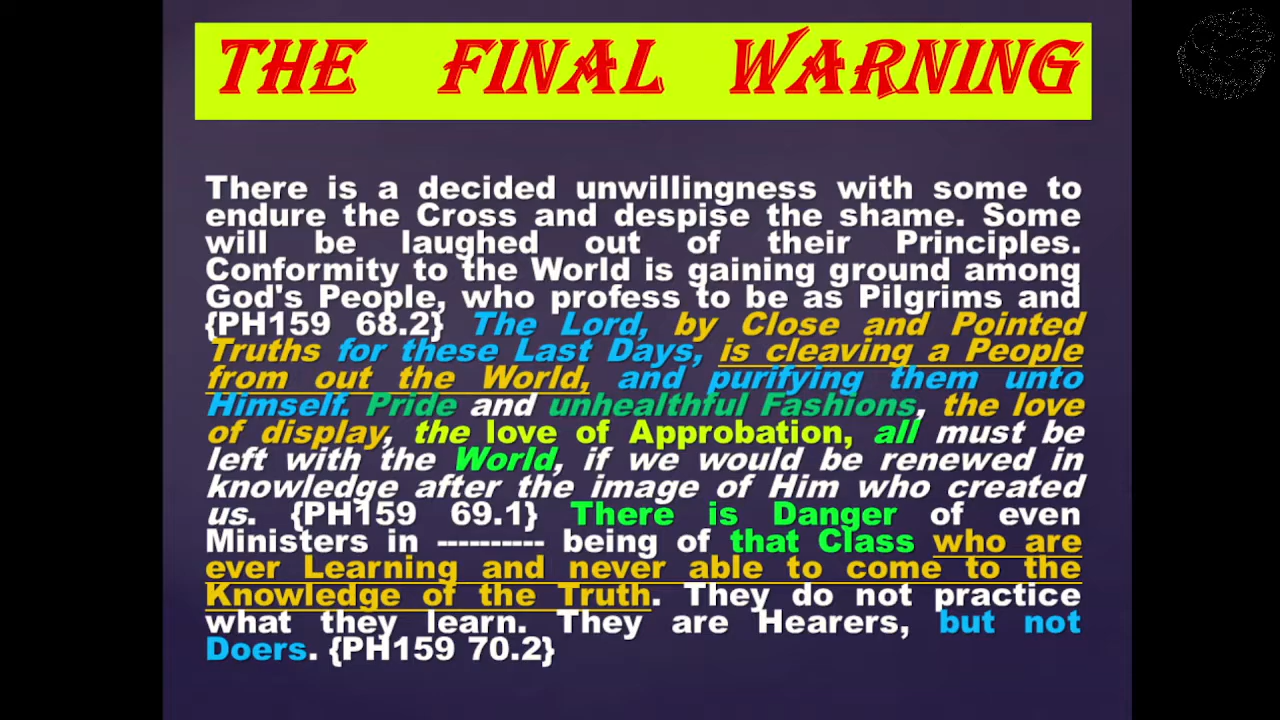 THE FINAL WARNING
There is a decided unwillingness with some to
endure the Cross and despise the shame. Some
will be laughed out of their Principles.
Conformity to the World is gaining ground among
God's People, who profess to be as Pilgrims and
{PH159 68.2} The Lord, by Close and Pointed
Truths for these Last Days, is cleaving a People
from out the World, and purifying them unto
Himself. Pride and unhealthful Fashions, the love
of display, the love of Approbation, all must be
left with the World, if we would be renewed in
knowledge after the image of Him who created
us. {PH159 69.1} There is Danger of even
Ministers in ---------- being of that Class who are
ever Learning and never able to come to the
Knowledge of the Truth. They do not practice
what they learn. They are Hearers, but not
Doers. {PH159 70.2}